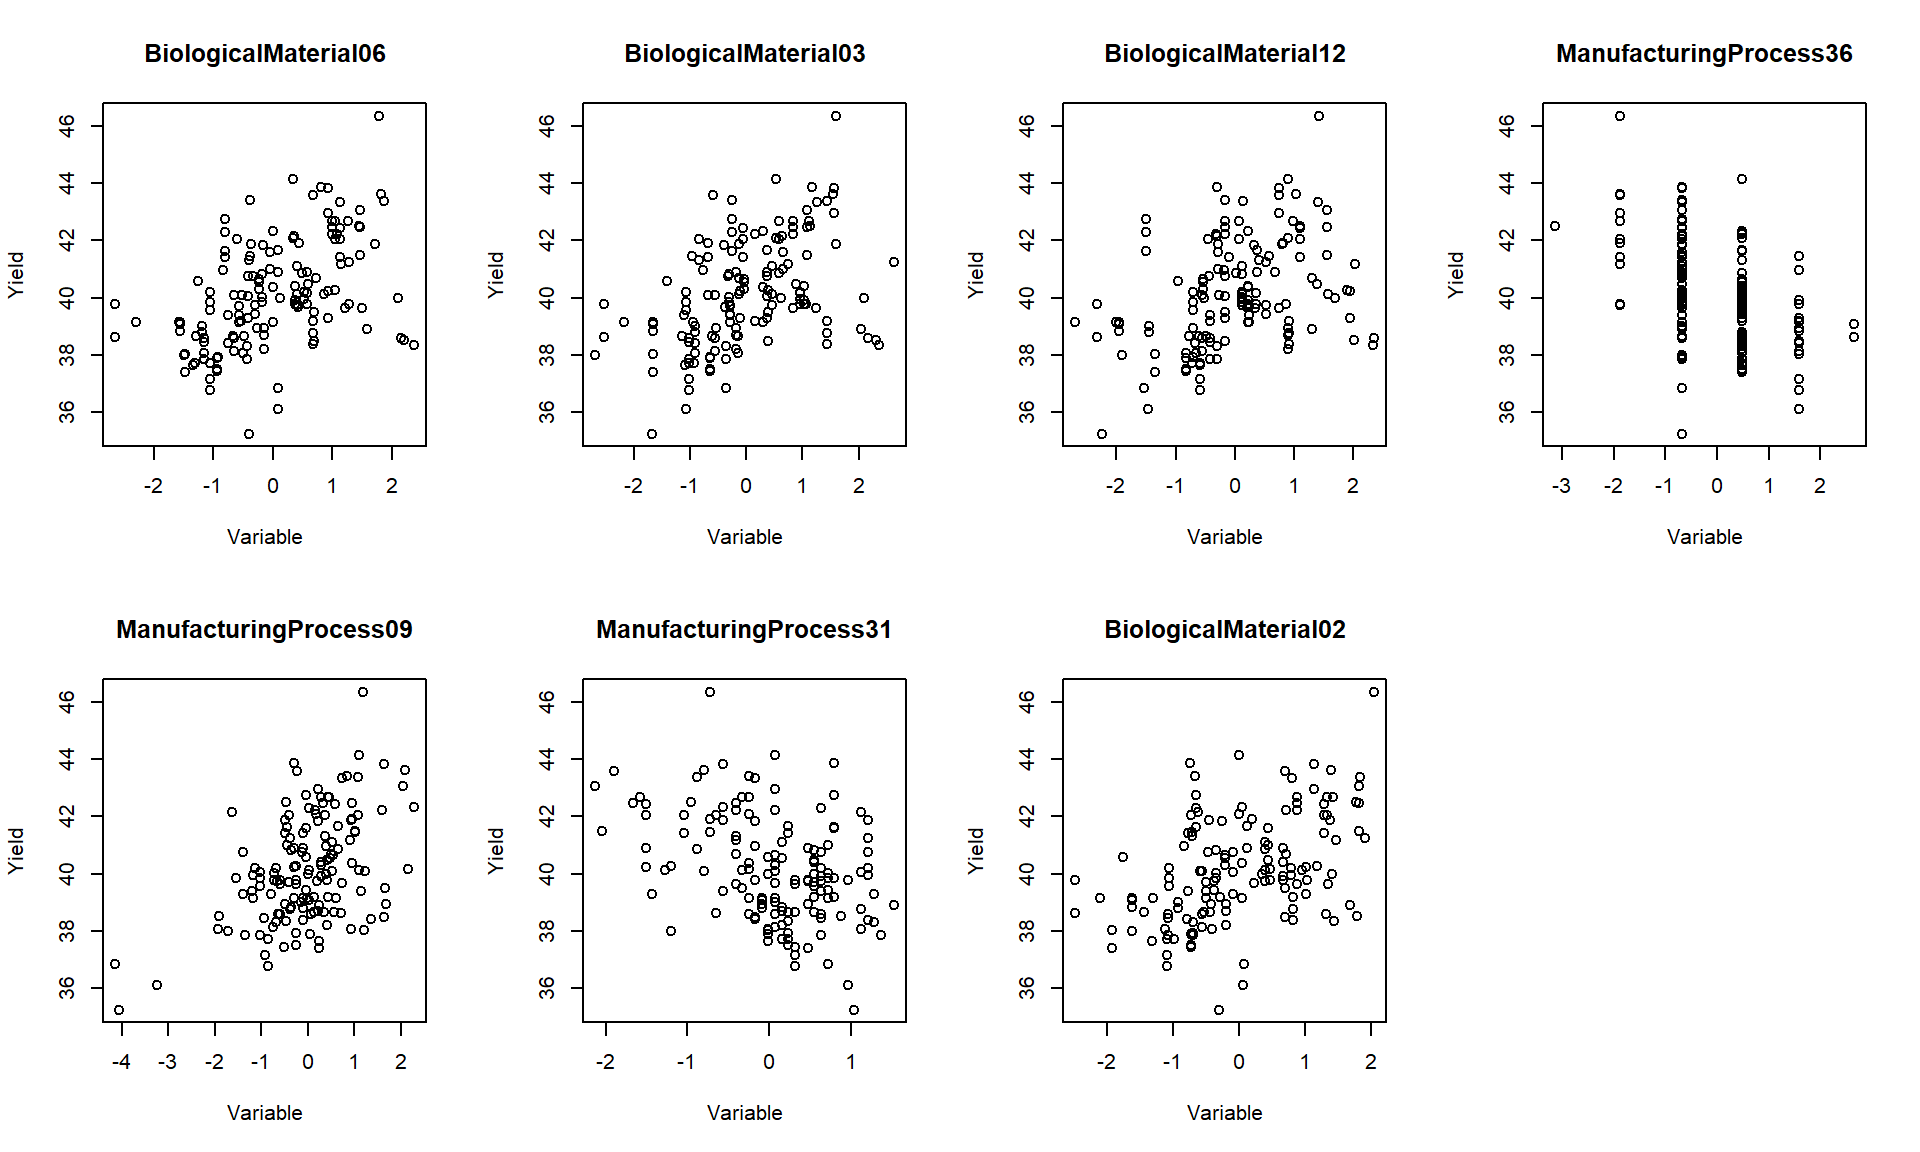 BiologicalMaterial06
Yield
46
44
42
40
38
36
-2 -1 0 1 2
Variable
BiologicalMaterial03
Yield
46
44
42
40
38
36
-2 -1 0 1 2
Variable
BiologicalMaterial12
Yield
46
44
42
40
38
36
-2 -1 0 1 2
Variable
ManufacturingProcess36
Yield
46
44
42
40
38
36
-3 -2 -1 0 1 2
Variable
ManufacturingProcess09
Yield
46
44
42
40
38
36
-4 -3 -2 -1 0 1 2
Variable
ManufacturingProcess31
Yield
46
44
42
40
38
36
-2 -1 0 1
Variable
BiologicalMaterial02
Yield
46
44
42
40
38
36
-2 -1 0 1 2
Variable